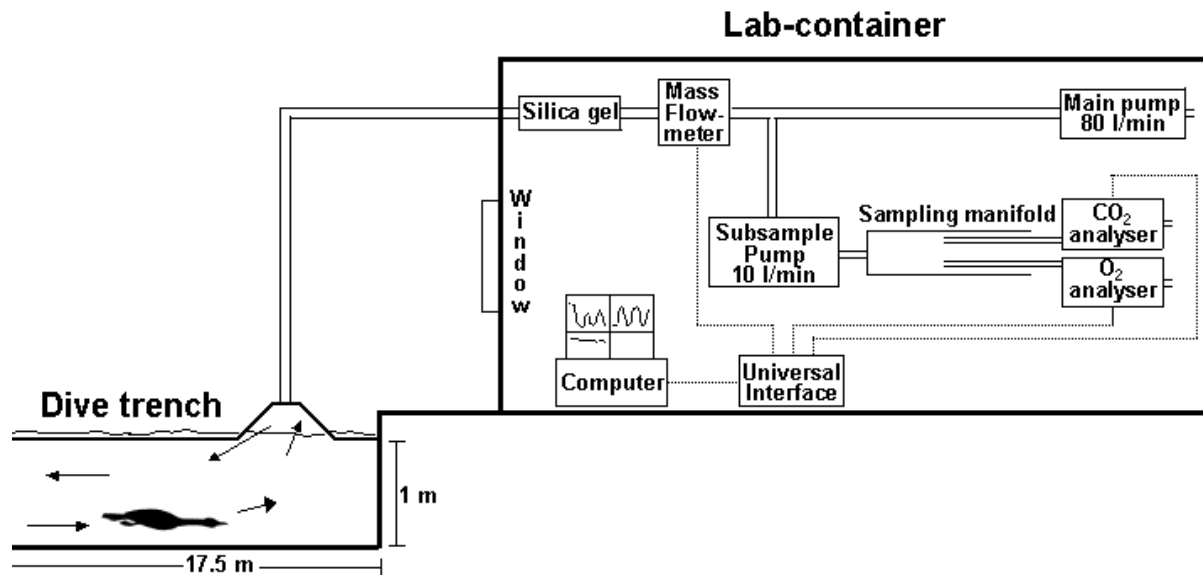 Lab-container
Silica gel
Mass
Flow-
meter
Main pump
80 l/min
Window
Subsample
Pump
10 l/min
Sampling manifold
CO₂
analyser
O₂
analyser
Computer
Universal
Interface
Dive trench
1 m
17.5 m